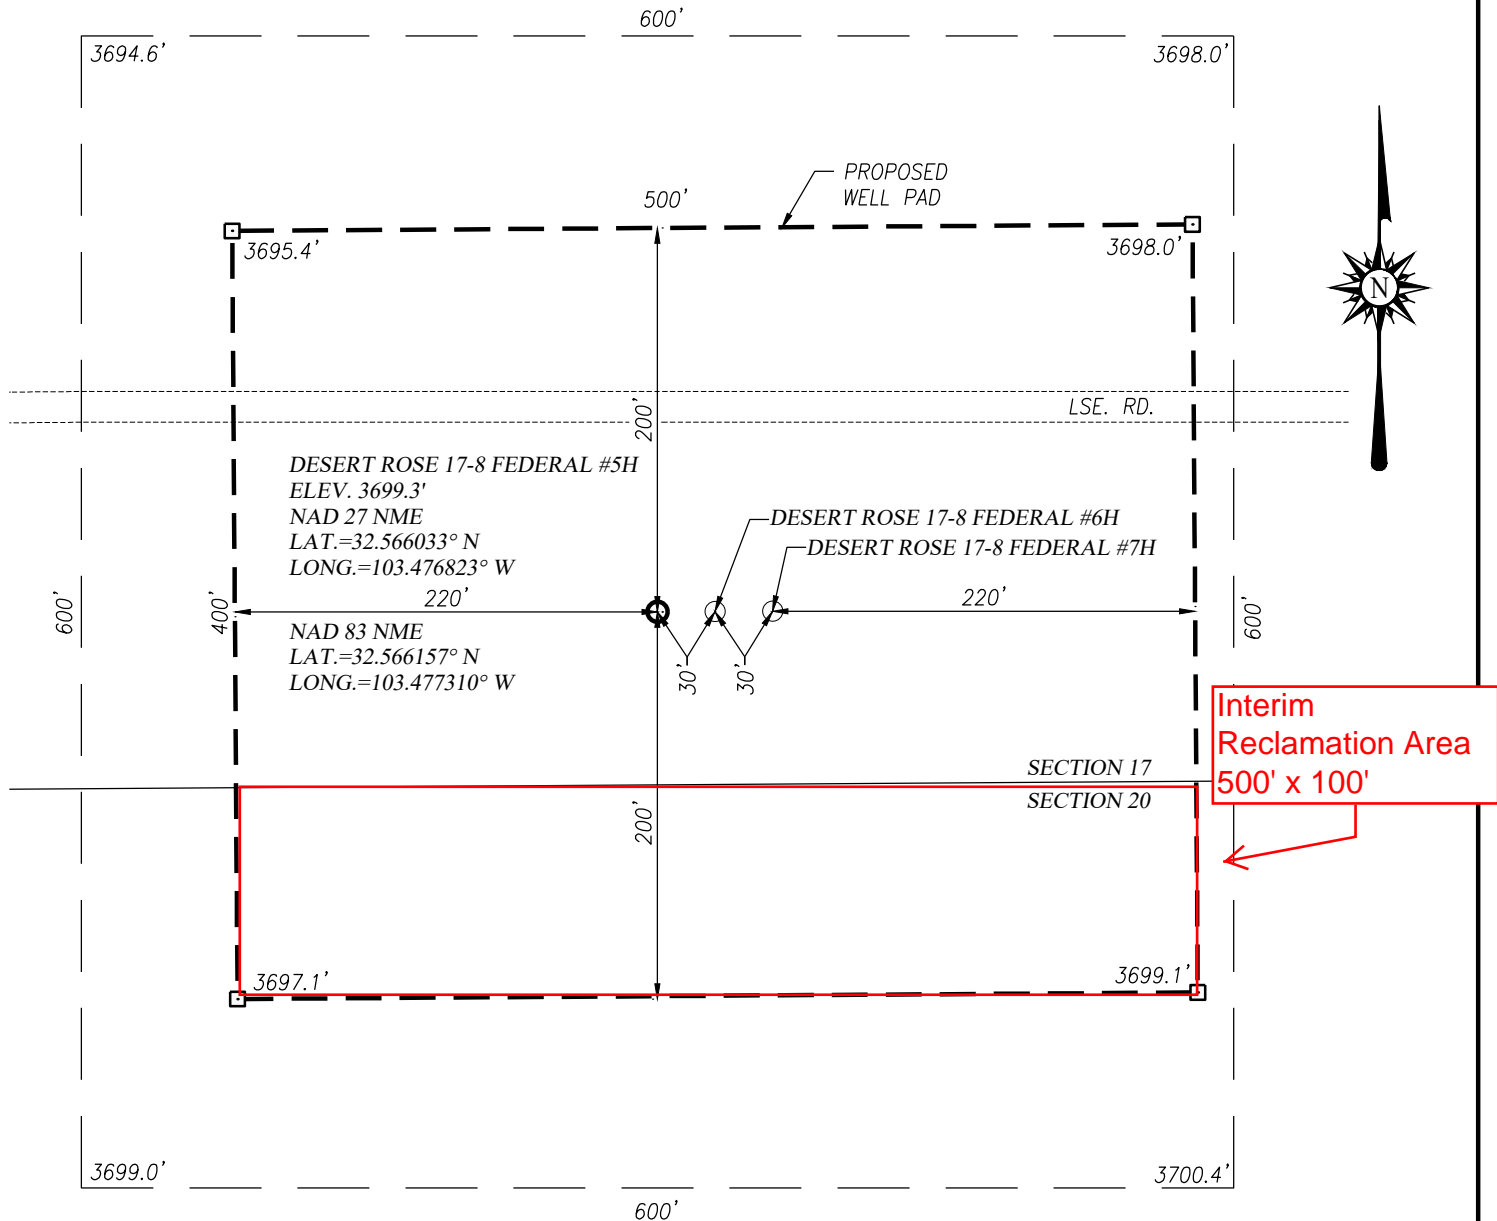 600'
3694.6'
3698.0'
PROPOSED
WELL PAD
500'
3695.4'
3698.0'
N
LSE. RD.
200'
DESERT ROSE 17-8 FEDERAL #5H
ELEV. 3699.3'
NAD 27 NME
LAT.=32.566033° N
LONG.=103.476823° W
DESERT ROSE 17-8 FEDERAL #6H
DESERT ROSE 17-8 FEDERAL #7H
600'
400'
220'
220'
600'
NAD 83 NME
LAT.=32.566157° N
LONG.=103.477310° W
30'
30'
Interim
Reclamation Area
500' x 100'
SECTION 17
SECTION 20
200'
3697.1'
3699.1'
3699.0'
3700.4'
600'